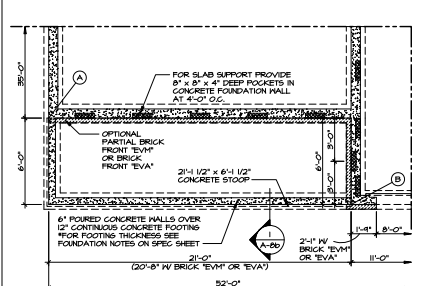 A
FOR SLAB SUPPORT PROVIDE
8" x 8" x 4" DEEP POCKETS IN
CONCRETE FOUNDATION WALL
AT 4'-0" O.C.
35'-0"
OPTIONAL
PARTIAL BRICK
FRONT "EVM"
OR BRICK
FRONT "EVA"
6'-0"
3'-0"
6'-0"
3'-0"
21'-1 1/2" x 6'-1 1/2"
CONCRETE STOOP
B
6" POURED CONCRETE WALLS OVER
12" CONTINUOUS CONCRETE FOOTING
*FOR FOOTING THICKNESS SEE
FOUNDATION NOTES ON SPEC SHEET
1
A-8b
1'-9"
8'-0"
2'-1" W/
BRICK "EVM"
OR "EVA"
21'-0"
11'-0"
(20'-8" W/ BRICK "EVM" OR "EVA")
52'-0"